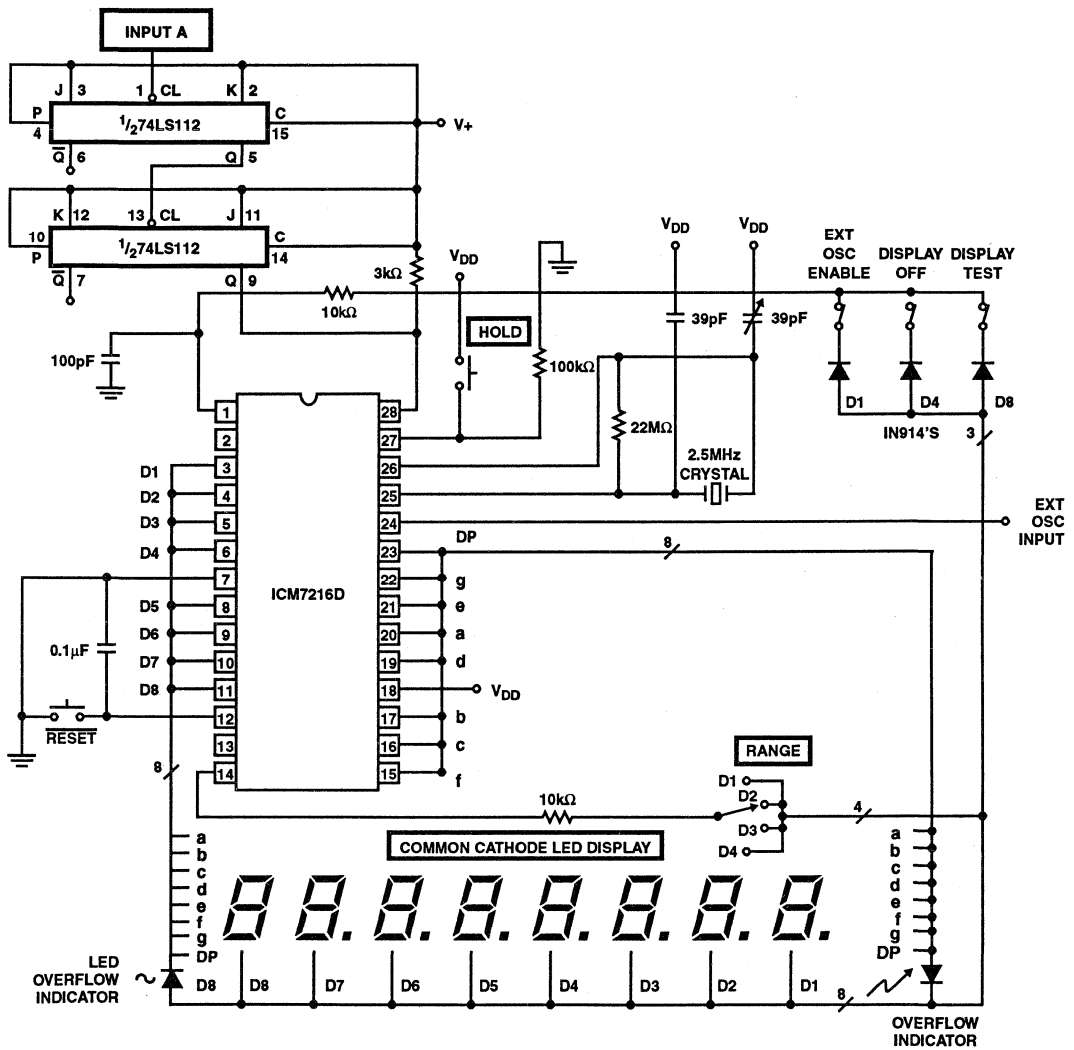 INPUT A
J 3 1 CL K 2
P
4
1/2 74LS112
C
15
V+
Q̅ 6 Q 5
K 12 13 CL J 11
10
P
1/2 74LS112
C
14
Q̅ 7 Q 9
3kΩ
10kΩ
100pF
VDD
HOLD
100kΩ
VDD
VDD
39pF
39pF
22MΩ
2.5MHz
CRYSTAL
EXT
OSC
ENABLE
DISPLAY
OFF
DISPLAY
TEST
D1 D4 D8
IN914'S
3
EXT
OSC
INPUT
ICM7216D
1 28
2 27
D1 3 26
D2 4 25
D3 5 24
D4 6 23 DP
7 22 g
D5 8 21 e
D6 9 20 a
D7 10 19 d
D8 11 18 VDD
12 17 b
13 16 c
14 15 f
8
0.1µF
RESET
8
10kΩ
RANGE
D1
D2
D3
D4
4
COMMON CATHODE LED DISPLAY
a
b
c
d
e
f
g
DP
LED
OVERFLOW
INDICATOR
D8 D8 D7 D6 D5 D4 D3 D2 D1
8
a
b
c
d
e
f
g
DP
OVERFLOW
INDICATOR